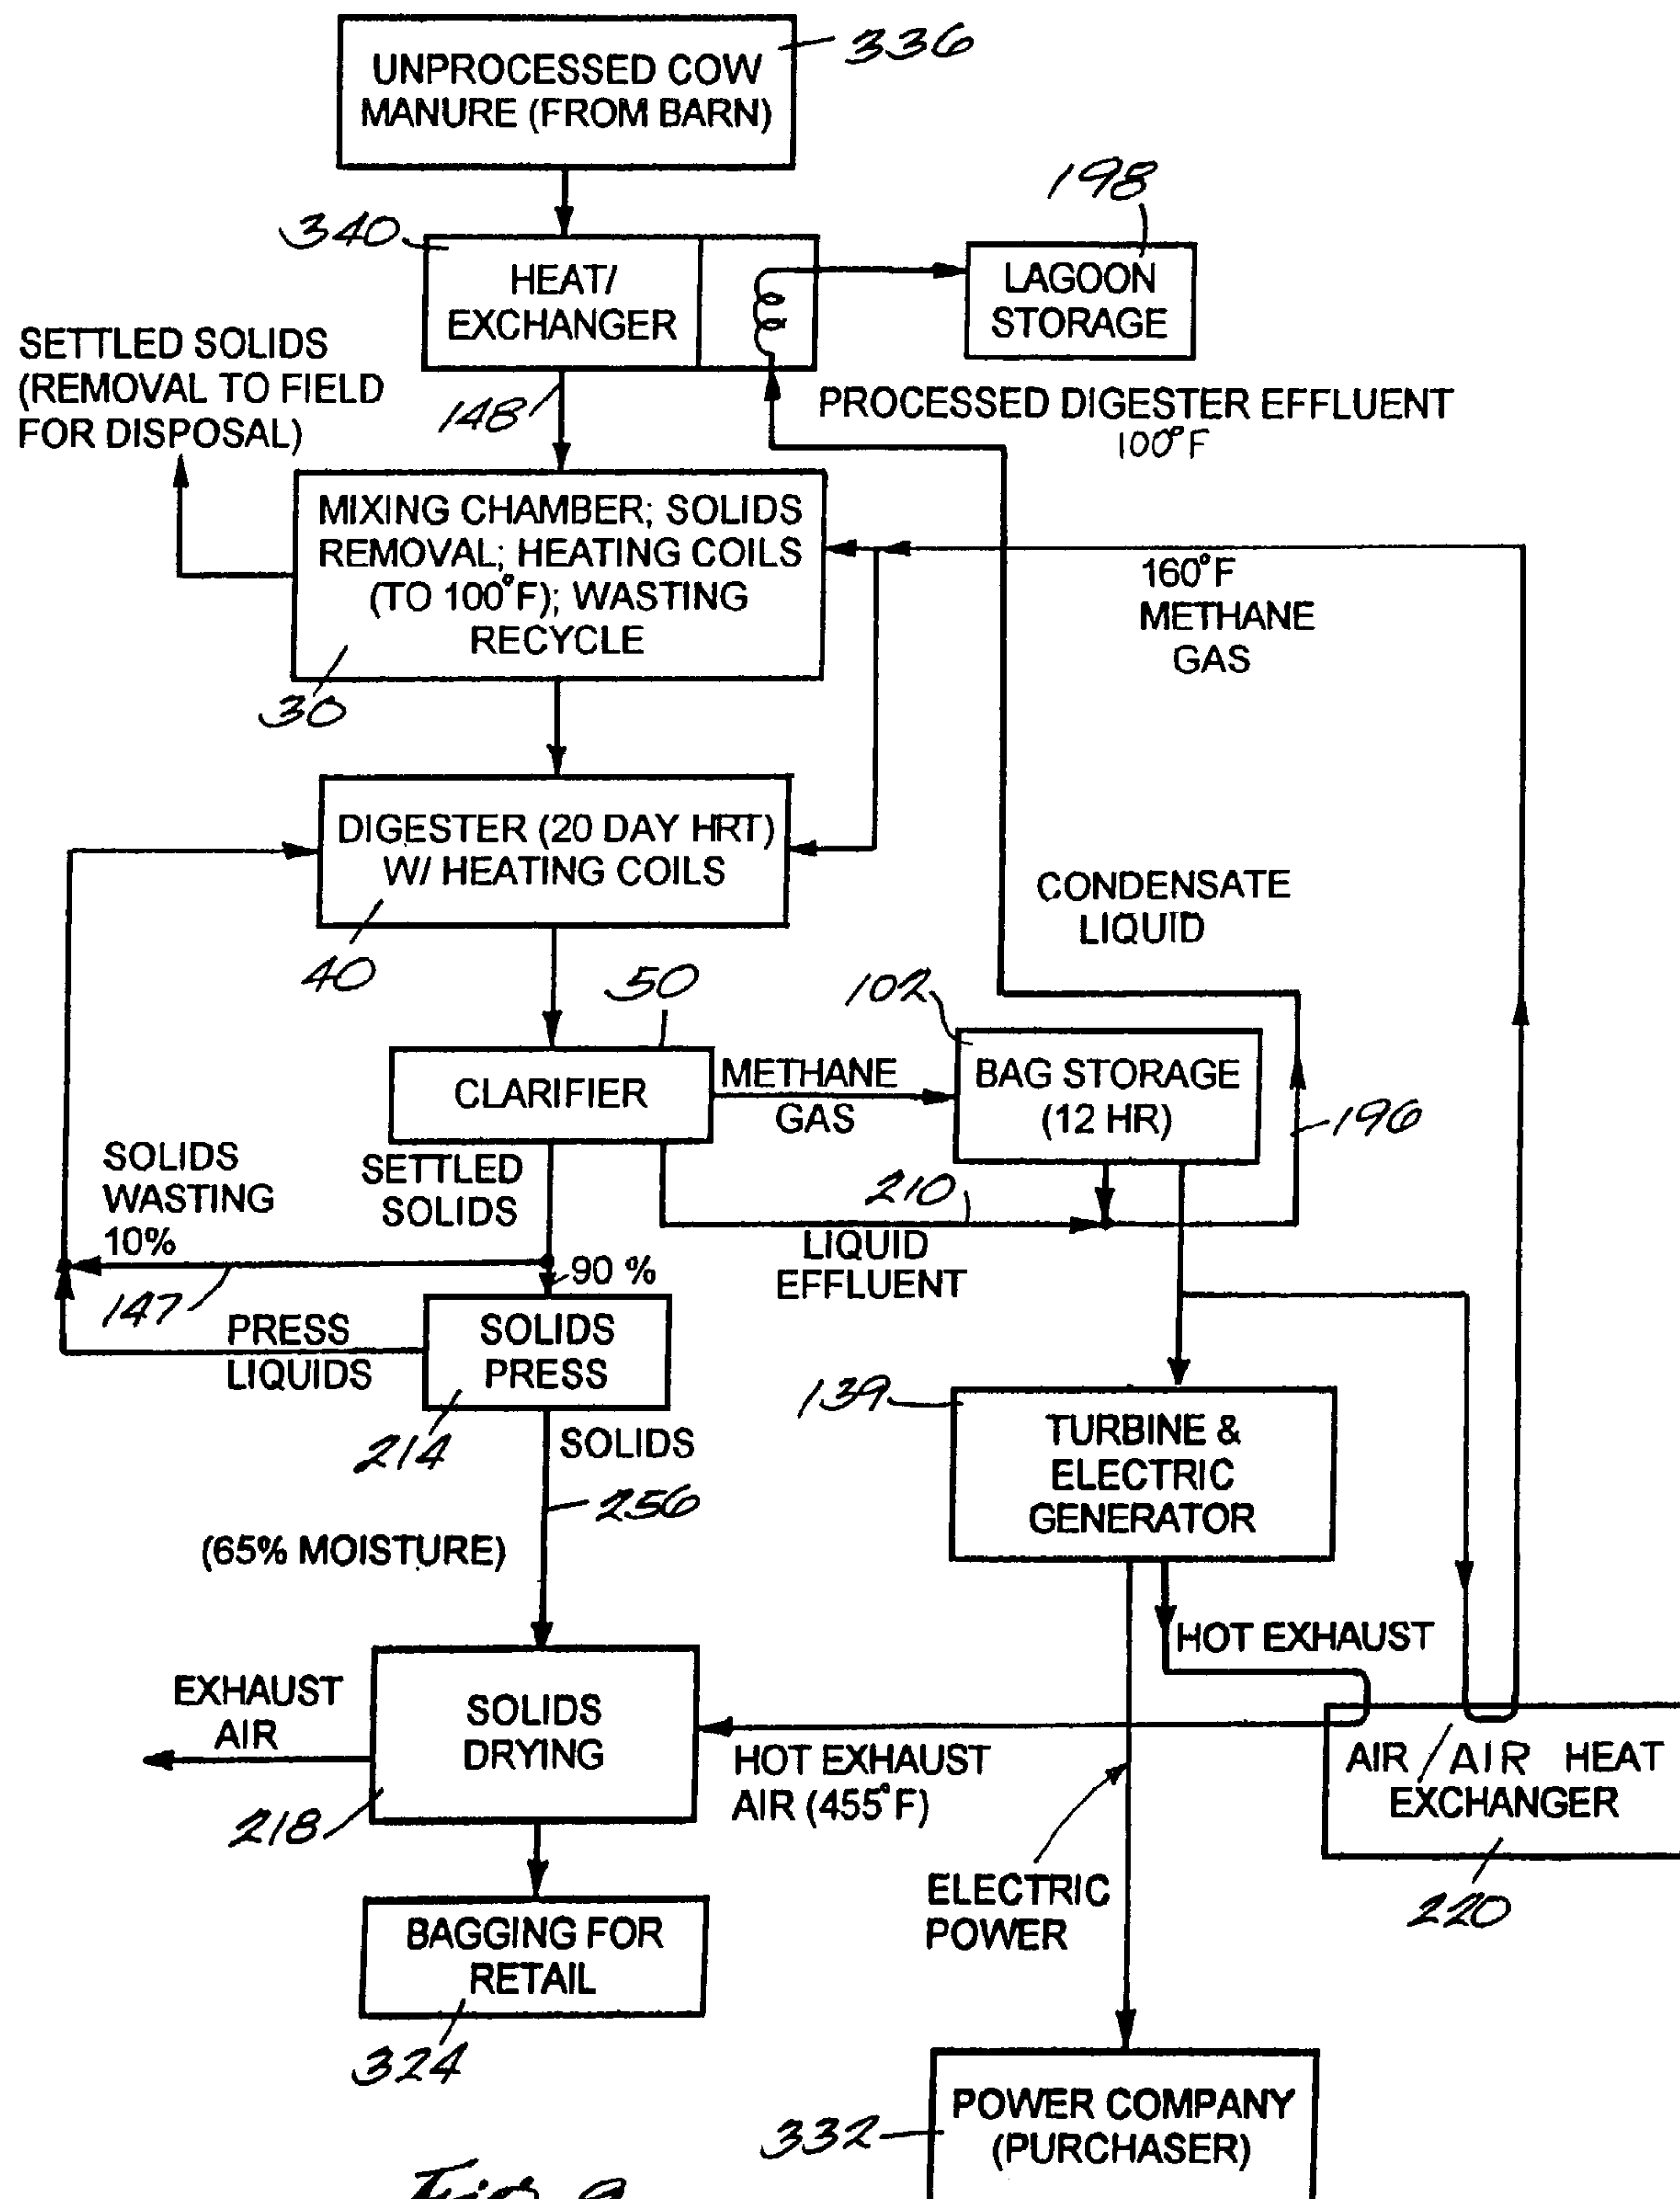 UNPROCESSED COW
MANURE (FROM BARN)
336
198
340
HEAT/
EXCHANGER
LAGOON
STORAGE
SETTLED SOLIDS
(REMOVAL TO FIELD
FOR DISPOSAL)
148
PROCESSED DIGESTER EFFLUENT
100°F
MIXING CHAMBER; SOLIDS
REMOVAL; HEATING COILS
(TO 100°F); WASTING
RECYCLE
30
160°F
METHANE
GAS
DIGESTER (20 DAY HRT)
W/ HEATING COILS
40
CONDENSATE
LIQUID
50
102
CLARIFIER
METHANE
GAS
BAG STORAGE
(12 HR)
196
SOLIDS
WASTING
10%
SETTLED
SOLIDS
210
LIQUID
EFFLUENT
90 %
147
PRESS
LIQUIDS
SOLIDS
PRESS
214
139
TURBINE &
ELECTRIC
GENERATOR
SOLIDS
256
(65% MOISTURE)
HOT EXHAUST
EXHAUST
AIR
SOLIDS
DRYING
218
HOT EXHAUST
AIR (455°F)
AIR/AIR HEAT
EXCHANGER
220
ELECTRIC
POWER
BAGGING FOR
RETAIL
324
POWER COMPANY
(PURCHASER)
332